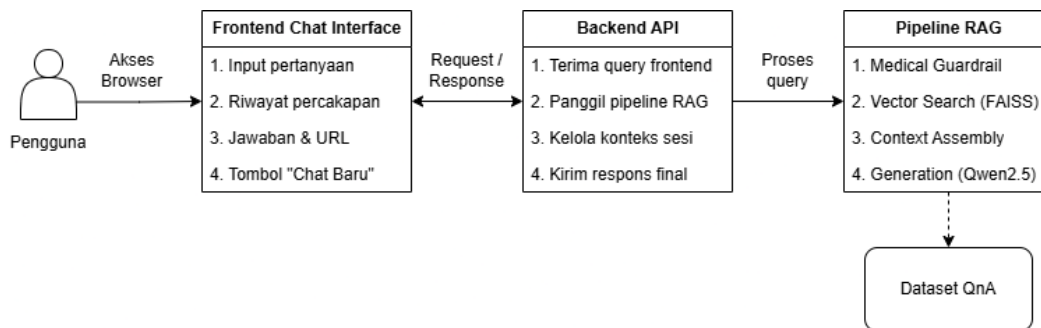 Pengguna
Akses
Browser
Frontend Chat Interface
1. Input pertanyaan
2. Riwayat percakapan
3. Jawaban & URL
4. Tombol "Chat Baru"
Request /
Response
Backend API
1. Terima query frontend
2. Panggil pipeline RAG
3. Kelola konteks sesi
4. Kirim respons final
Proses
query
Pipeline RAG
1. Medical Guardrail
2. Vector Search (FAISS)
3. Context Assembly
4. Generation (Qwen2.5)
Dataset QnA